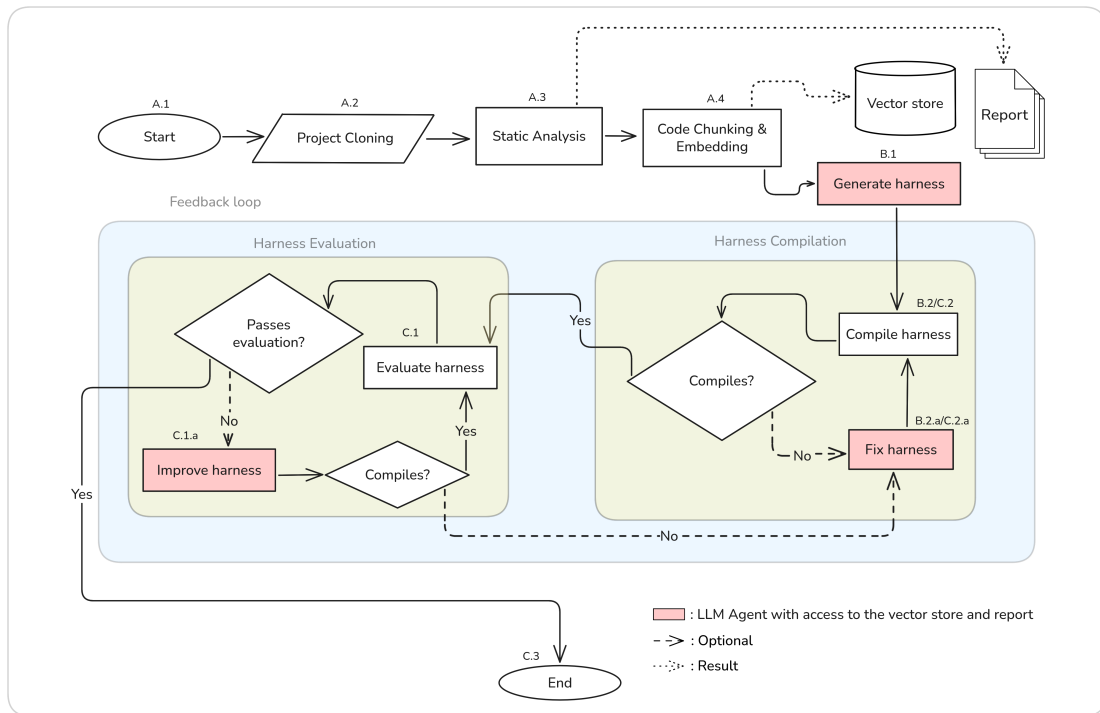 A.1
Start
A.2
Project Cloning
A.3
Static Analysis
A.4
Code Chunking &
Embedding
Vector store
Report
B.1
Generate harness
Feedback loop
Harness Evaluation
Harness Compilation
Passes
evaluation?
C.1
Evaluate harness
Yes
B.2/C.2
Compile harness
Compiles?
No
C.1.a
Improve harness
Compiles?
Yes
No
B.2.a/C.2.a
Fix harness
Yes
No
C.3
End
: LLM Agent with access to the vector store and report
: Optional
: Result